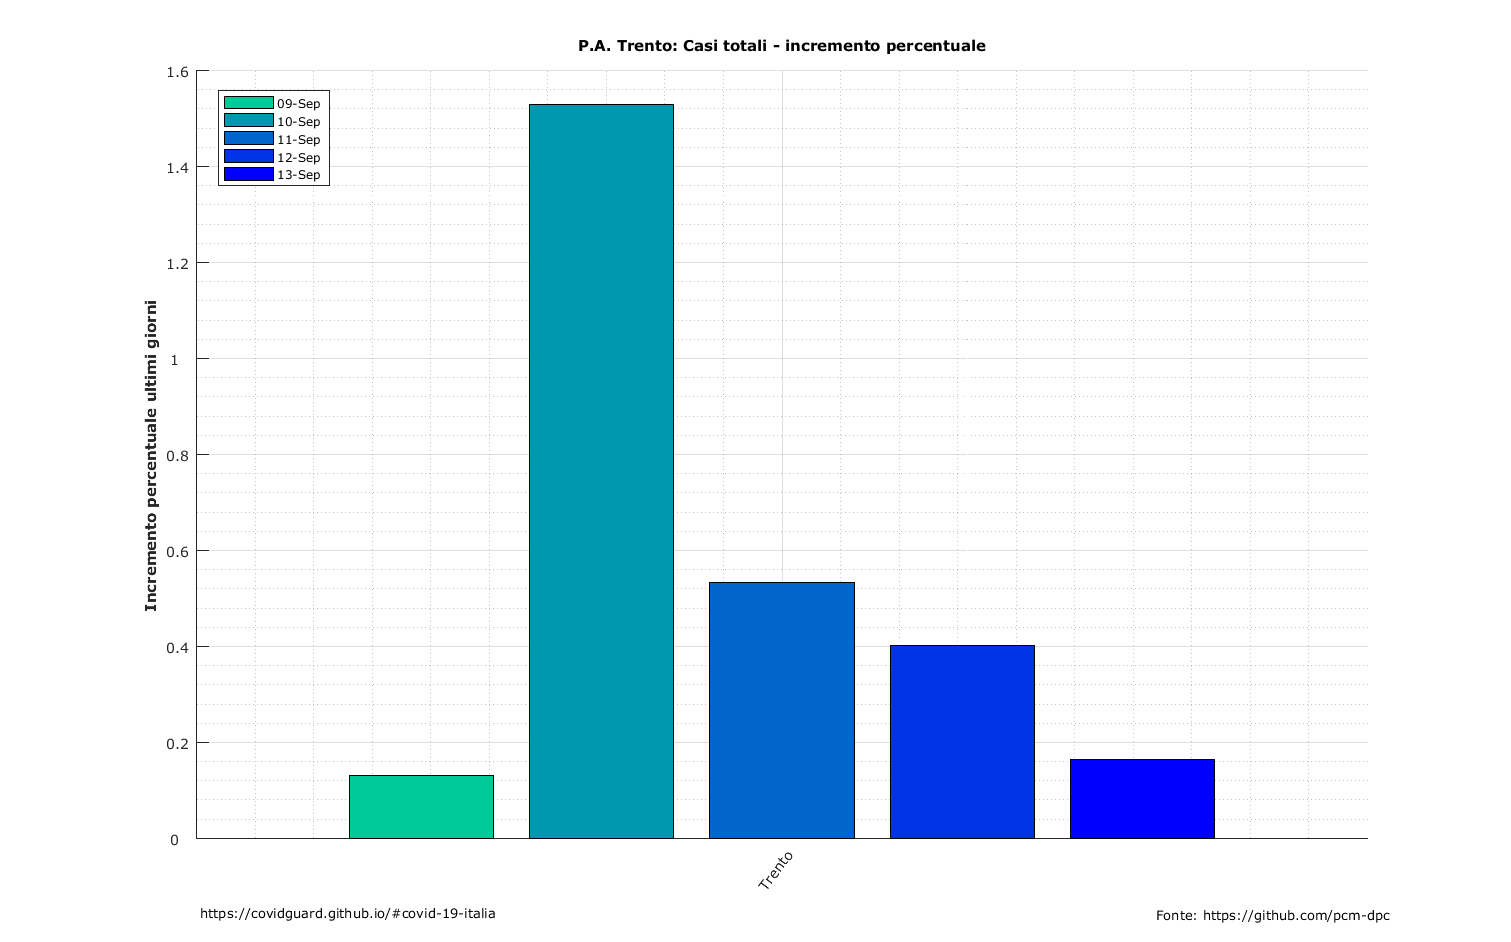 P.A. Trento: Casi totali - incremento percentuale
Incremento percentuale ultimi giorni
1.6
1.4
1.2
1
0.8
0.6
0.4
0.2
0
09-Sep
10-Sep
11-Sep
12-Sep
13-Sep
Trento
https://covidguard.github.io/#covid-19-italia
Fonte: https://github.com/pcm-dpc